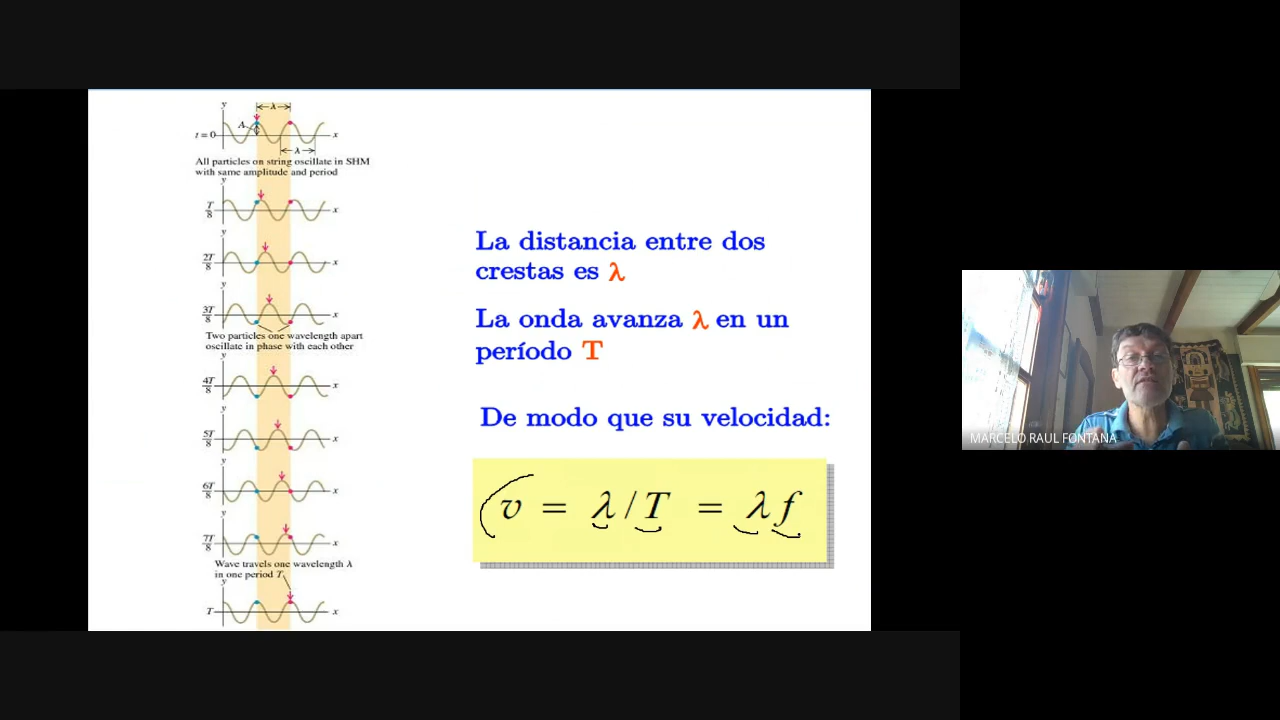 y
λ
A
t = 0
x
λ
All particles on string oscillate in SHM
with same amplitude and period
y
T/8
x
y
2T/8
x
y
3T/8
x
Two particles one wavelength apart
oscillate in phase with each other
y
4T/8
x
y
5T/8
x
y
6T/8
x
y
7T/8
x
Wave travels one wavelength λ
in one period T
y
T
x
La distancia entre dos
crestas es λ
La onda avanza λ en un
período T
De modo que su velocidad:
v = λ / T = λ f
MARCELO RAUL FONTANA